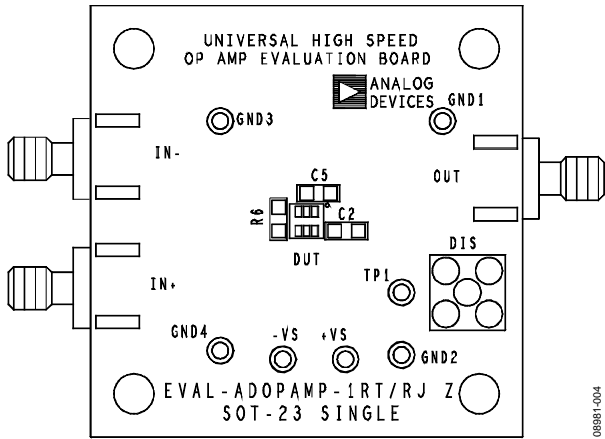 UNIVERSAL HIGH SPEED
OP AMP EVALUATION BOARD
ANALOG
DEVICES
GND3
GND1
IN-
OUT
C5
R6
C2
DUT
DIS
TP1
IN+
GND4
-VS
+VS
GND2
EVAL-ADOPAMP-1RT/RJ Z
SOT-23 SINGLE
08981-004